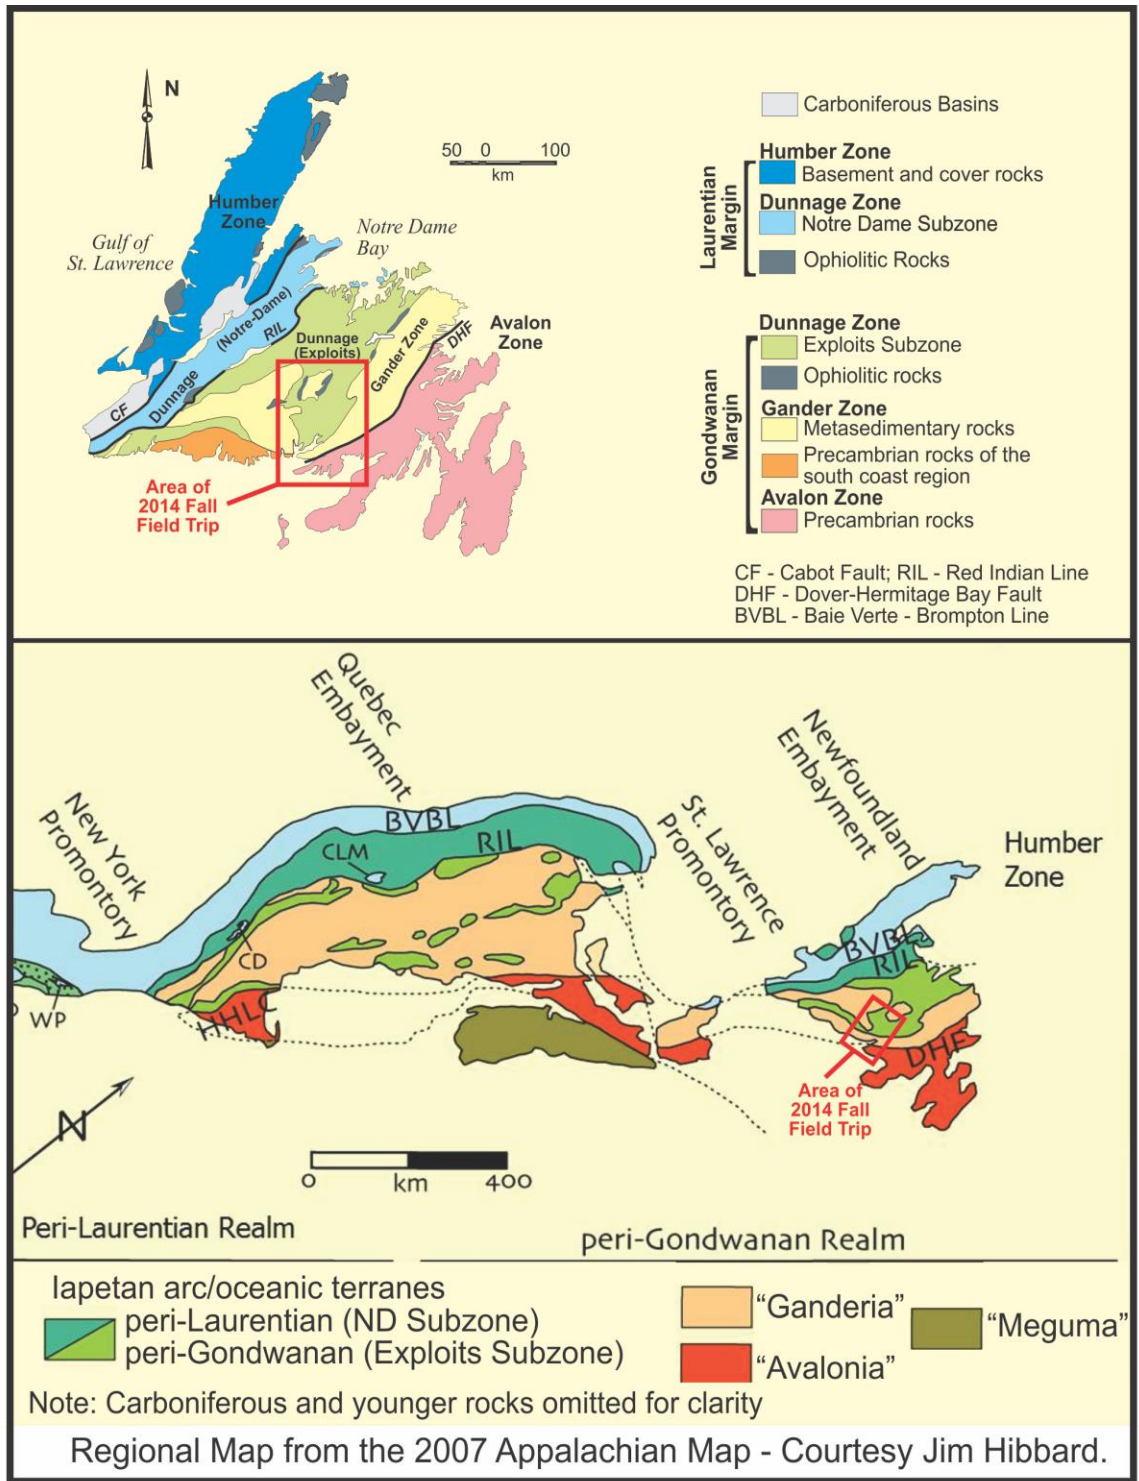 N
50 0 100
km
Humber
Zone
Gulf of
St. Lawrence
Notre Dame
Bay
(Notre-Dame)
RIL
Dunnage
(Exploits)
Gander Zone
DHF
Avalon
Zone
CF
Dunnage
Area of
2014 Fall
Field Trip
Carboniferous Basins
Laurentian
Margin
Humber Zone
Basement and cover rocks
Dunnage Zone
Notre Dame Subzone
Ophiolitic Rocks
Gondwanan
Margin
Dunnage Zone
Exploits Subzone
Ophiolitic rocks
Gander Zone
Metasedimentary rocks
Precambrian rocks of the
south coast region
Avalon Zone
Precambrian rocks
CF - Cabot Fault; RIL - Red Indian Line
DHF - Dover-Hermitage Bay Fault
BVBL - Baie Verte - Brompton Line
New York
Promontory
Quebec
Embayment
St. Lawrence
Promontory
Newfoundland
Embayment
Humber
Zone
BVBL
RIL
CLM
CD
WP
HHLC
BVBL
RIL
DHF
Area of
2014 Fall
Field Trip
N
0 km 400
Peri-Laurentian Realm
peri-Gondwanan Realm
Iapetan arc/oceanic terranes
peri-Laurentian (ND Subzone)
peri-Gondwanan (Exploits Subzone)
“Ganderia”
“Avalonia”
“Meguma”
Note: Carboniferous and younger rocks omitted for clarity
Regional Map from the 2007 Appalachian Map - Courtesy Jim Hibbard.